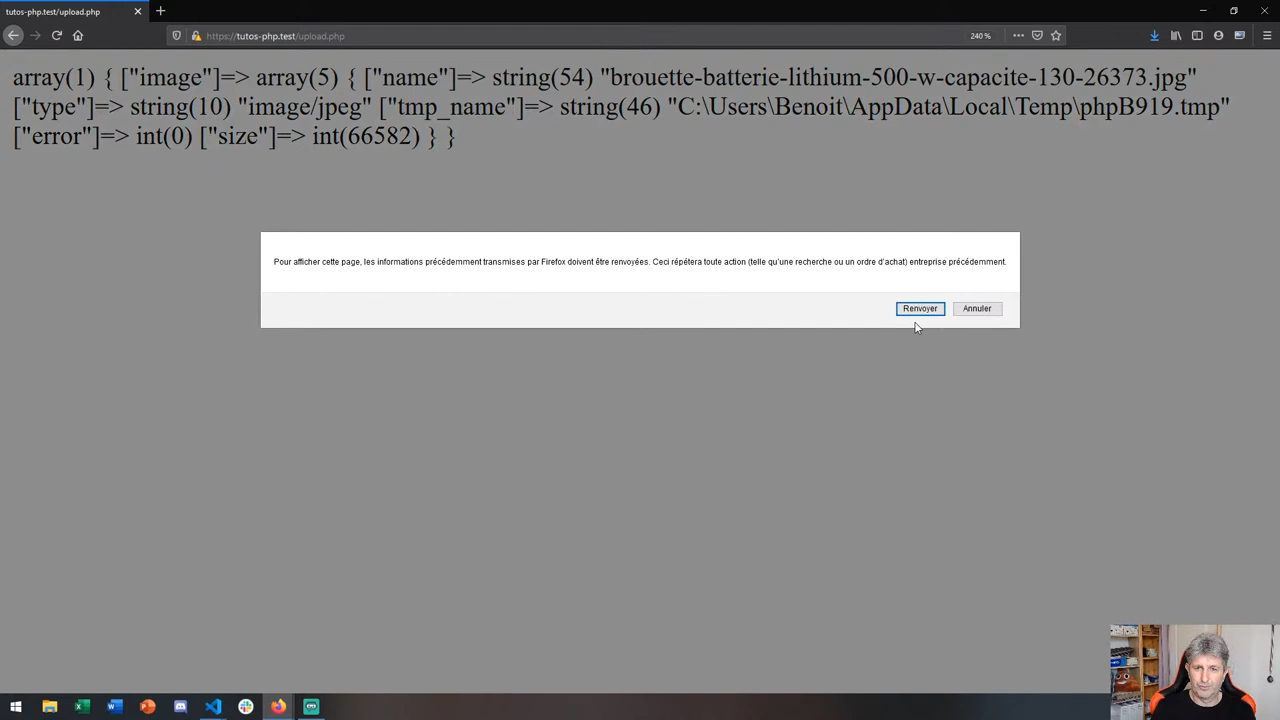 tutos-php.test/upload.php
https://tutos-php.test/upload.php
240 %
array(1) { ["image"]=> array(5) { ["name"]=> string(54) "brouette-batterie-lithium-500-w-capacite-130-26373.jpg"
["type"]=> string(10) "image/jpeg" ["tmp_name"]=> string(46) "C:\Users\Benoit\AppData\Local\Temp\phpB919.tmp"
["error"]=> int(0) ["size"]=> int(66582) } }
Pour afficher cette page, les informations précédemment transmises par Firefox doivent être renvoyées. Ceci répétera toute action (telle qu'une recherche ou un ordre d'achat) entreprise précédemment.
Renvoyer
Annuler